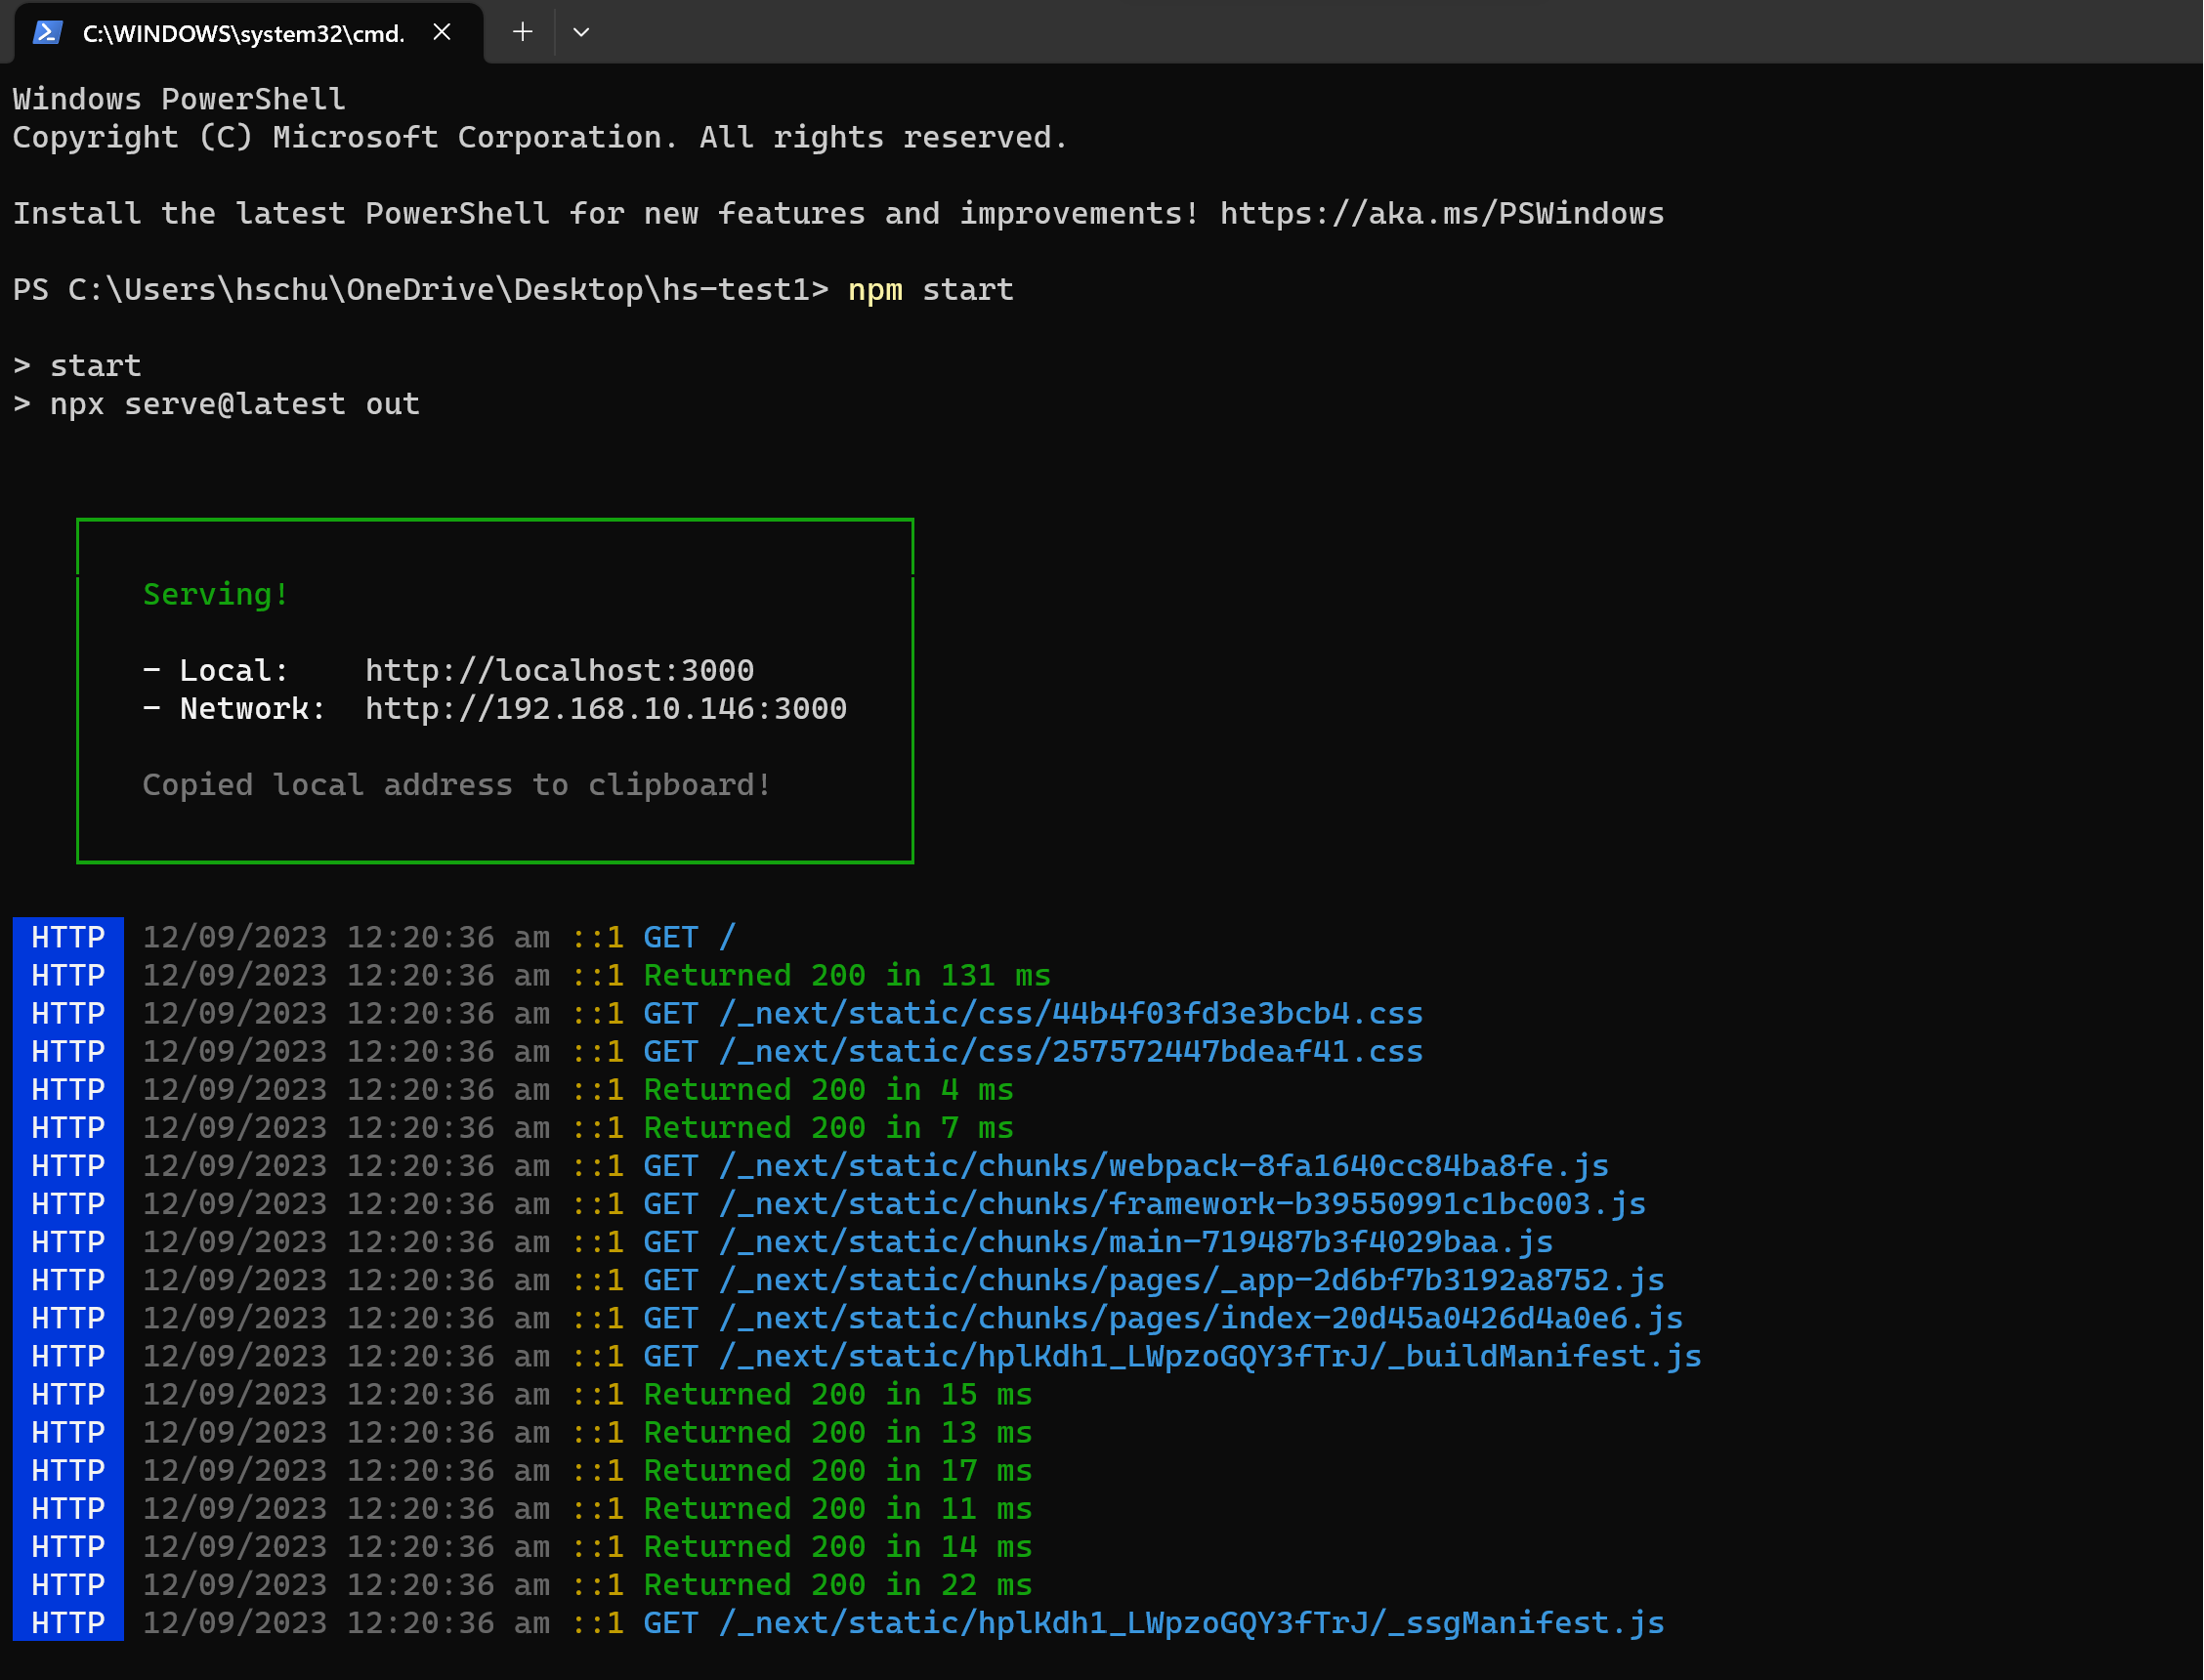 C:\WINDOWS\system32\cmd.
Windows PowerShell
Copyright (C) Microsoft Corporation. All rights reserved.
Install the latest PowerShell for new features and improvements! https://aka.ms/PSWindows
PS C:\Users\hschu\OneDrive\Desktop\hs-test1> npm start
> start
> npx serve@latest out
Serving!
- Local: http://localhost:3000
- Network: http://192.168.10.146:3000
Copied local address to clipboard!
HTTP 12/09/2023 12:20:36 am ::1 GET /
HTTP 12/09/2023 12:20:36 am ::1 Returned 200 in 131 ms
HTTP 12/09/2023 12:20:36 am ::1 GET /_next/static/css/44b4f03fd3e3bcb4.css
HTTP 12/09/2023 12:20:36 am ::1 GET /_next/static/css/257572447bdeaf41.css
HTTP 12/09/2023 12:20:36 am ::1 Returned 200 in 4 ms
HTTP 12/09/2023 12:20:36 am ::1 Returned 200 in 7 ms
HTTP 12/09/2023 12:20:36 am ::1 GET /_next/static/chunks/webpack-8fa1640cc84ba8fe.js
HTTP 12/09/2023 12:20:36 am ::1 GET /_next/static/chunks/framework-b39550991c1bc003.js
HTTP 12/09/2023 12:20:36 am ::1 GET /_next/static/chunks/main-719487b3f4029baa.js
HTTP 12/09/2023 12:20:36 am ::1 GET /_next/static/chunks/pages/_app-2d6bf7b3192a8752.js
HTTP 12/09/2023 12:20:36 am ::1 GET /_next/static/chunks/pages/index-20d45a0426d4a0e6.js
HTTP 12/09/2023 12:20:36 am ::1 GET /_next/static/hplKdh1_LWpzoGQY3fTrJ/_buildManifest.js
HTTP 12/09/2023 12:20:36 am ::1 Returned 200 in 15 ms
HTTP 12/09/2023 12:20:36 am ::1 Returned 200 in 13 ms
HTTP 12/09/2023 12:20:36 am ::1 Returned 200 in 17 ms
HTTP 12/09/2023 12:20:36 am ::1 Returned 200 in 11 ms
HTTP 12/09/2023 12:20:36 am ::1 Returned 200 in 14 ms
HTTP 12/09/2023 12:20:36 am ::1 Returned 200 in 22 ms
HTTP 12/09/2023 12:20:36 am ::1 GET /_next/static/hplKdh1_LWpzoGQY3fTrJ/_ssgManifest.js